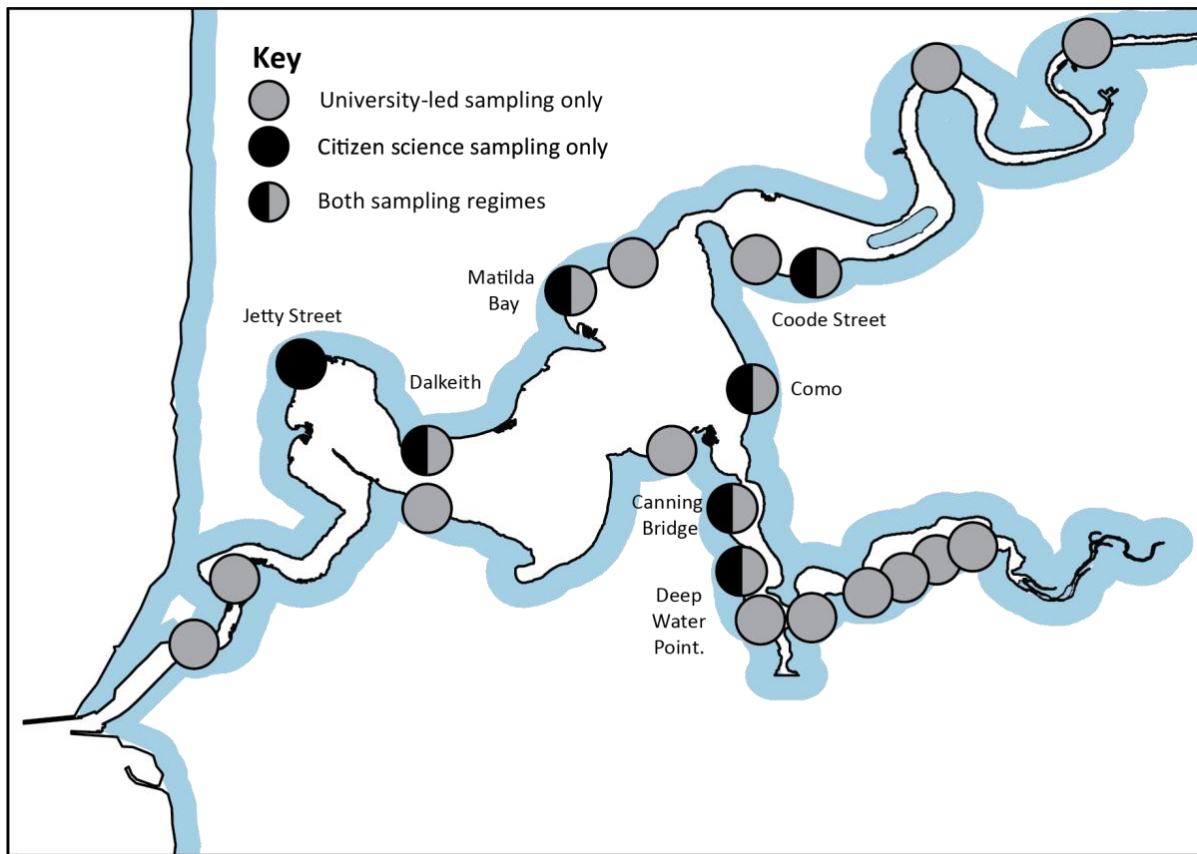 Key
University-led sampling only
Citizen science sampling only
Both sampling regimes
Matilda
Bay
Jetty Street
Coode Street
Dalkeith
Como
Canning
Bridge
Deep
Water
Point.